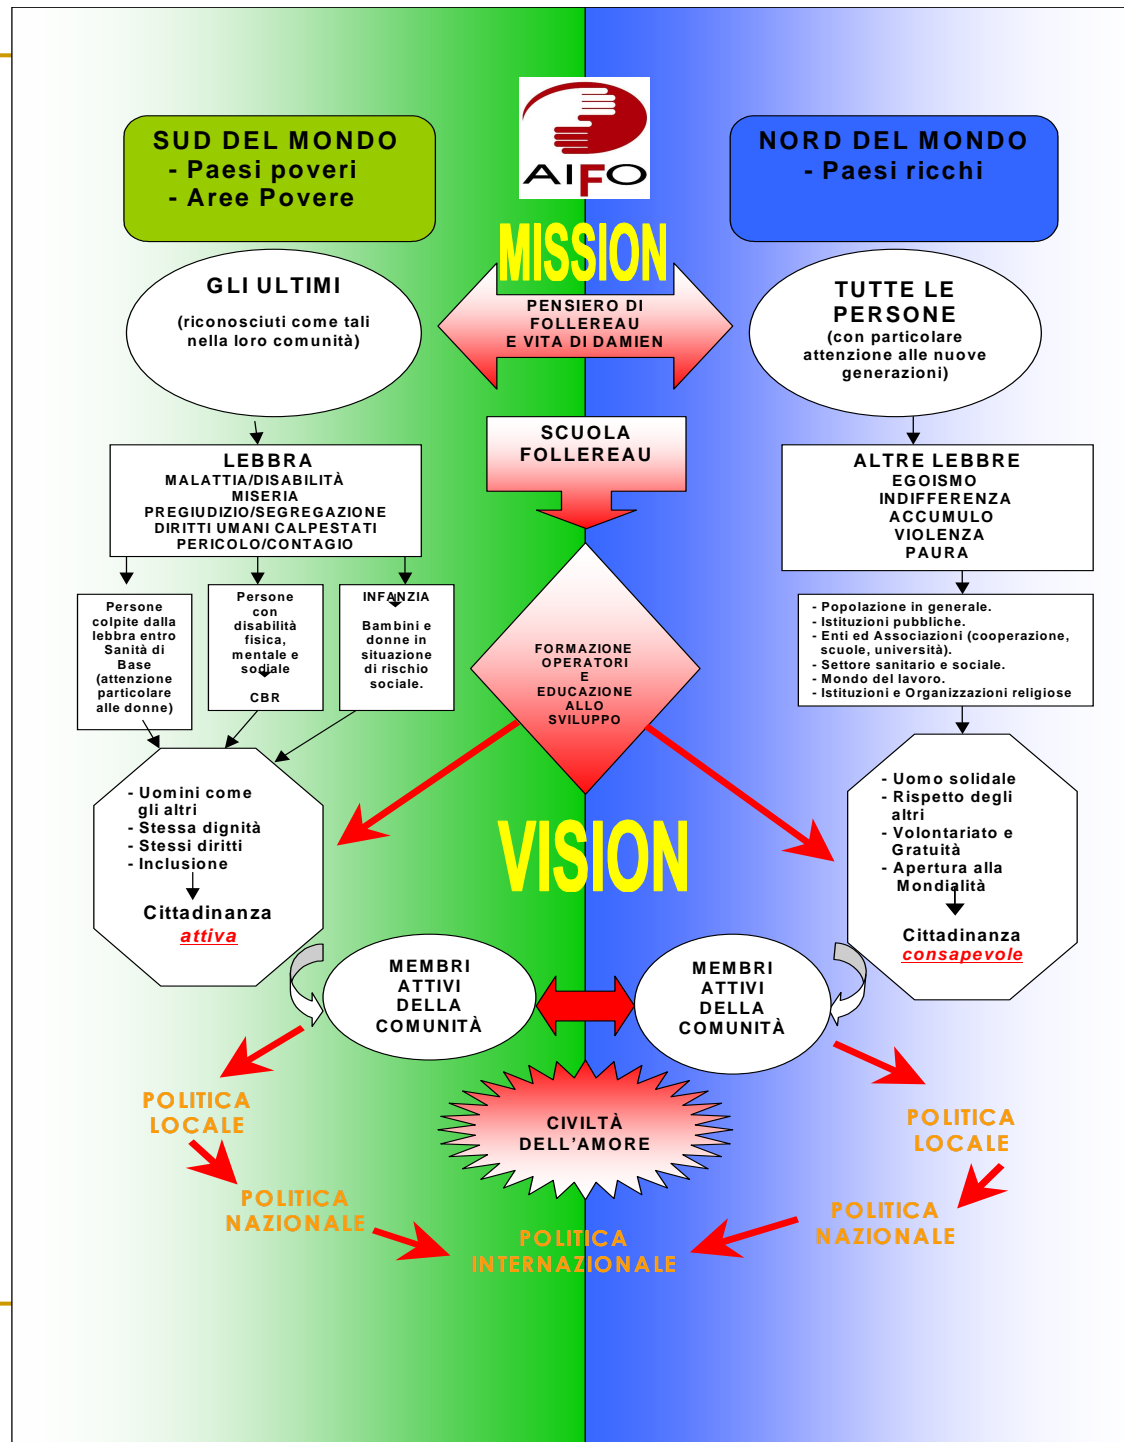 AIFO
SUD DEL MONDO
- Paesi poveri
- Aree Povere
NORD DEL MONDO
- Paesi ricchi
MISSION
GLI ULTIMI
(riconosciuti come tali
nella loro comunità)
PENSIERO DI
FOLLEREAU
E VITA DI DAMIEN
TUTTE LE
PERSONE
(con particolare
attenzione alle nuove
generazioni)
SCUOLA
FOLLEREAU
LEBBRA
MALATTIA/DISABILITÀ
MISERIA
PREGIUDIZIO/SEGREGAZIONE
DIRITTI UMANI CALPESTATI
PERICOLO/CONTAGIO
ALTRE LEBBRE
EGOISMO
INDIFFERENZA
ACCUMULO
VIOLENZA
PAURA
Persone
colpite dalla
lebbra entro
Sanità di
Base
(attenzione
particolare
alle donne)
Persone
con
disabilità
fisica,
mentale e
sociale
CBR
INFANZIA
Bambini e
donne in
situazione
di rischio
sociale.
FORMAZIONE
OPERATORI
E
EDUCAZIONE
ALLO
SVILUPPO
- Popolazione in generale.
- Istituzioni pubbliche.
- Enti ed Associazioni (cooperazione,
scuole, università).
- Settore sanitario e sociale.
- Mondo del lavoro.
- Istituzioni e Organizzazioni religiose
- Uomini come
gli altri
- Stessa dignità
- Stessi diritti
- Inclusione
Cittadinanza
attiva
VISION
- Uomo solidale
- Rispetto degli
altri
- Volontariato e
Gratuità
- Apertura alla
Mondialità
Cittadinanza
consapevole
MEMBRI
ATTIVI
DELLA
COMUNITÀ
MEMBRI
ATTIVI
DELLA
COMUNITÀ
CIVILTÀ
DELL'AMORE
POLITICA
LOCALE
POLITICA
LOCALE
POLITICA
NAZIONALE
POLITICA
NAZIONALE
POLITICA
INTERNAZIONALE